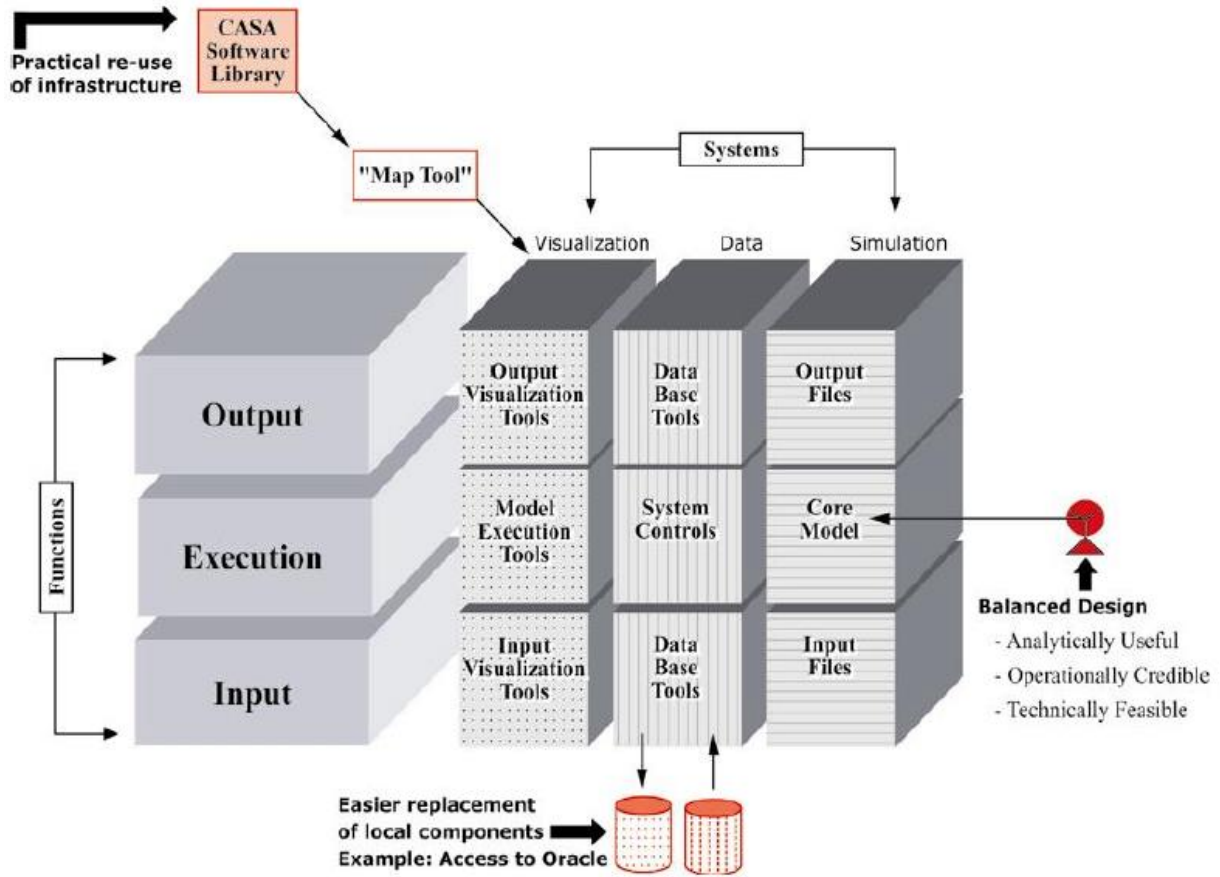 CASA
Software
Library
Practical re-use
of infrastructure
"Map Tool"
Systems
Visualization
Data
Simulation
Functions
Output
Execution
Input
Output
Visualization
Tools
Data
Base
Tools
Output
Files
Model
Execution
Tools
System
Controls
Core
Model
Input
Visualization
Tools
Data
Base
Tools
Input
Files
Balanced Design
- Analytically Useful
- Operationally Credible
- Technically Feasible
Easier replacement
of local components
Example: Access to Oracle